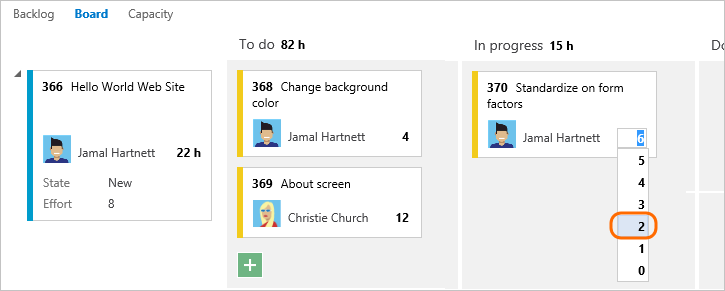 Backlog Board Capacity
To do 82 h
In progress 15 h
Do
366 Hello World Web Site
Jamal Hartnett 22 h
State New
Effort 8
368 Change background
color
Jamal Hartnett 4
369 About screen
Christie Church 12
370 Standardize on form
factors
Jamal Hartnett 6
5
4
3
2
1
0